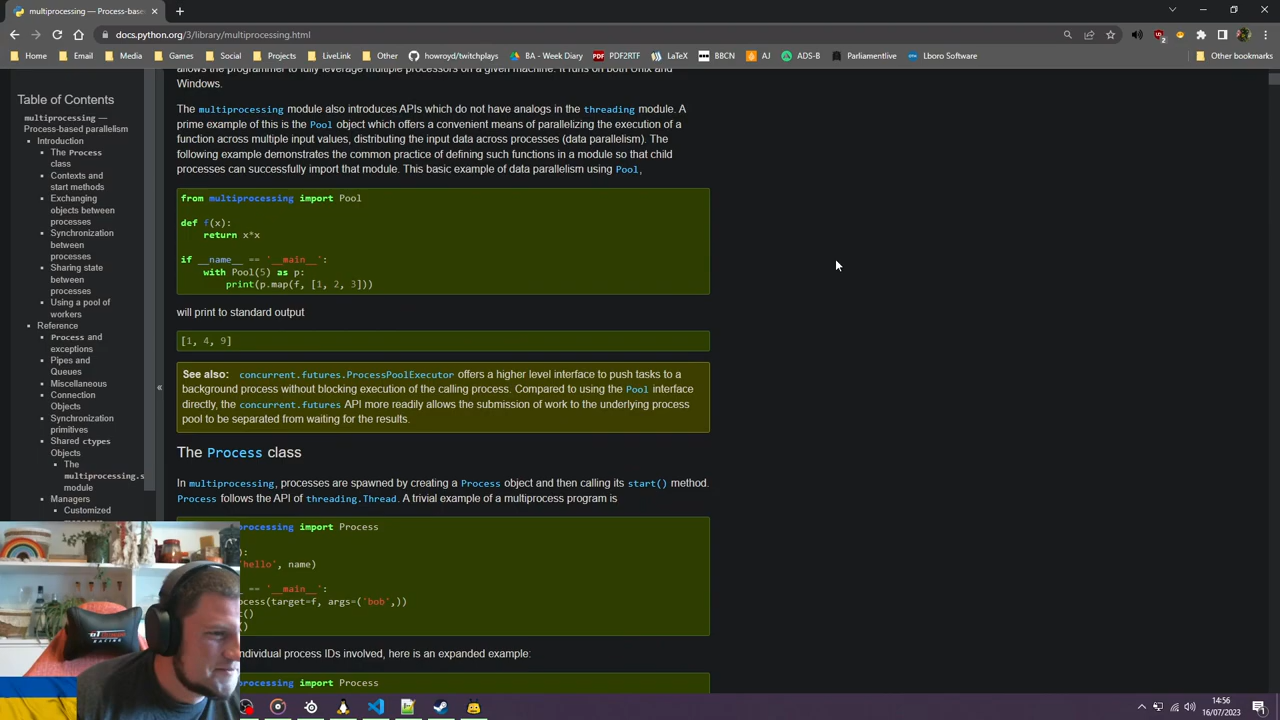 multiprocessing — Process-bas
docs.python.org/3/library/multiprocessing.html
Home
Email
Media
Games
Social
Projects
LiveLink
Other
howroyd/twitchplays
BA - Week Diary
PDF2RTF
LaTeX
BBCN
AJ
ADS-B
Parliamentlive
Lboro Software
Other bookmarks
Table of Contents
multiprocessing —
Process-based parallelism
Introduction
The Process
class
Contexts and
start methods
Exchanging
objects between
processes
Synchronization
between
processes
Sharing state
between
processes
Using a pool of
workers
Reference
Process and
exceptions
Pipes and
Queues
Miscellaneous
Connection
Objects
Synchronization
primitives
Shared ctypes
Objects
The
multiprocessing.s
module
Managers
Customized
allows the programmer to fully leverage multiple processors on a given machine. It runs on both Unix and
Windows.
The multiprocessing module also introduces APIs which do not have analogs in the threading module. A
prime example of this is the Pool object which offers a convenient means of parallelizing the execution of a
function across multiple input values, distributing the input data across processes (data parallelism). The
following example demonstrates the common practice of defining such functions in a module so that child
processes can successfully import that module. This basic example of data parallelism using Pool,
from multiprocessing import Pool
def f(x):
return x*x
if __name__ == '__main__':
with Pool(5) as p:
print(p.map(f, [1, 2, 3]))
will print to standard output
[1, 4, 9]
See also: concurrent.futures.ProcessPoolExecutor offers a higher level interface to push tasks to a
background process without blocking execution of the calling process. Compared to using the Pool interface
directly, the concurrent.futures API more readily allows the submission of work to the underlying process
pool to be separated from waiting for the results.
The Process class
In multiprocessing, processes are spawned by creating a Process object and then calling its start() method.
Process follows the API of threading.Thread. A trivial example of a multiprocess program is
processing import Process
):
'hello', name)
_ == '__main__':
ocess(target=f, args=('bob',))
t()
()
individual process IDs involved, here is an expanded example:
processing import Process
14:56
16/07/2023